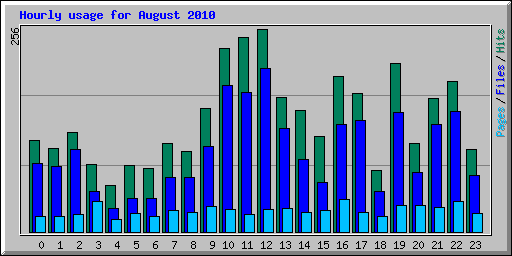 Hourly usage for August 2010
256
Pages/Files/Hits
0 1 2 3 4 5 6 7 8 9 10 11 12 13 14 15 16 17 18 19 20 21 22 23